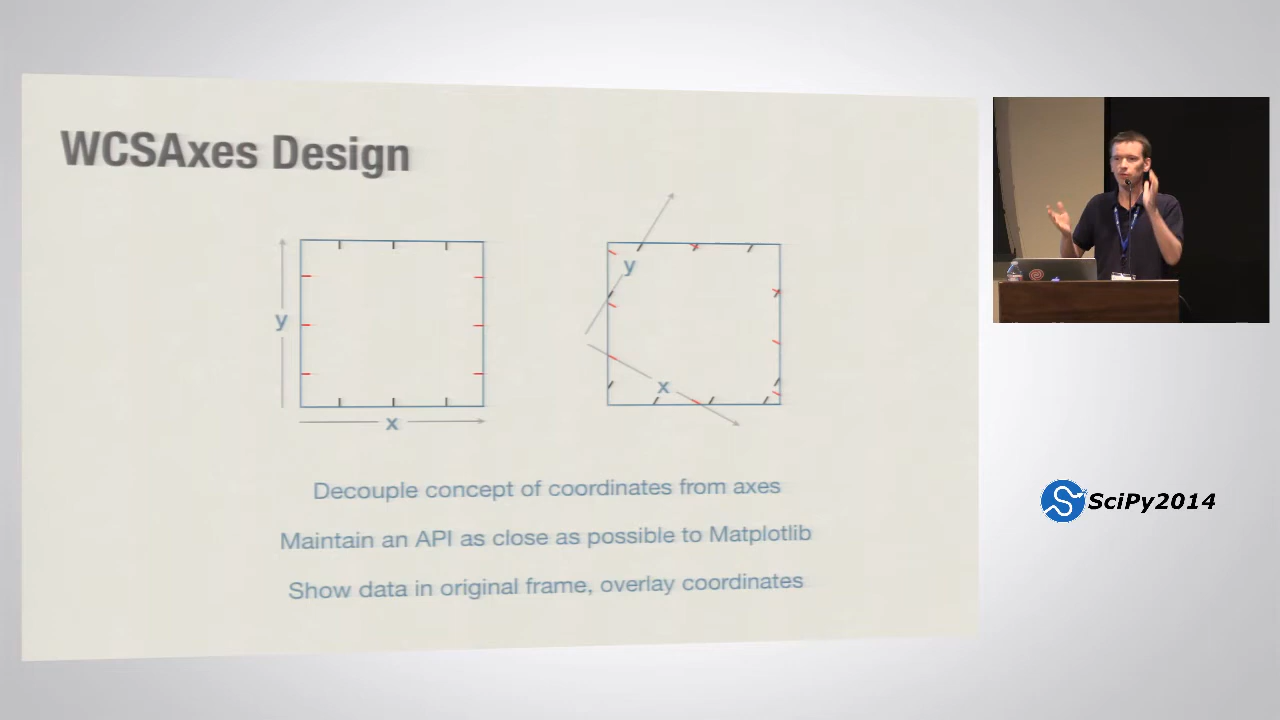 WCSAxes Design
y
x
y
x
Decouple concept of coordinates from axes
Maintain an API as close as possible to Matplotlib
Show data in original frame, overlay coordinates
SciPy2014